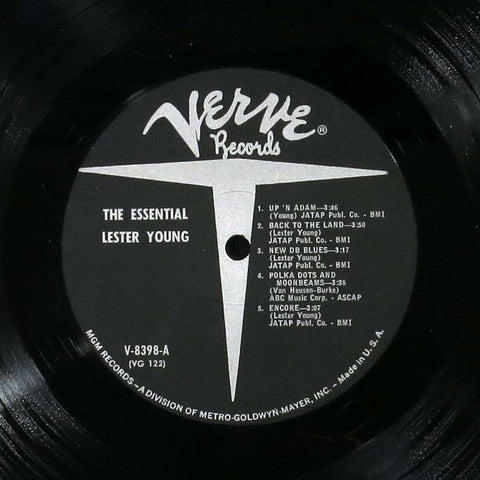 Verve®
Records
THE ESSENTIAL
LESTER YOUNG
1. UP 'N ADAM—3:46
(Young) JATAP Publ. Co. - BMI
2. BACK TO THE LAND—3:50
(Lester Young)
JATAP Publ. Co. - BMI
3. NEW DB BLUES—3:17
(Lester Young)
JATAP Publ. Co. - BMI
4. POLKA DOTS AND
MOONBEAMS—3:38
(Van Heusen-Burke)
ABC Music Corp. - ASCAP
5. ENCORE—3:07
(Lester Young)
JATAP Publ. Co. - BMI
V-8398-A
(VG 122)
MGM RECORDS—A DIVISION OF METRO-GOLDWYN-MAYER, INC.—Made in U.S.A.